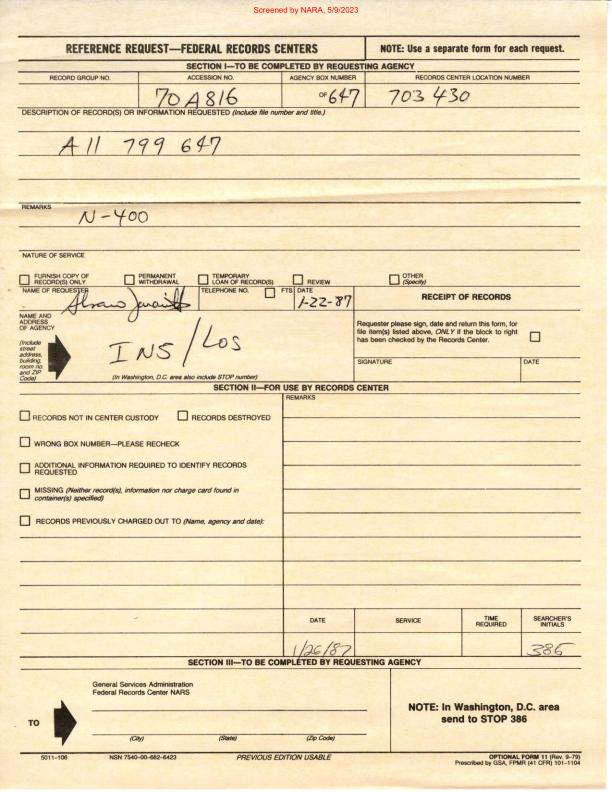 Screened by NARA, 5/9/2023
REFERENCE REQUEST—FEDERAL RECORDS CENTERS
NOTE: Use a separate form for each request.
SECTION I—TO BE COMPLETED BY REQUESTING AGENCY
RECORD GROUP NO. ACCESSION NO. AGENCY BOX NUMBER RECORDS CENTER LOCATION NUMBER
70A816 OF 647 703 430
DESCRIPTION OF RECORD(S) OR INFORMATION REQUESTED (Include file number and title.)
A 11 799 647
REMARKS
N-400
NATURE OF SERVICE
FURNISH COPY OF RECORD(S) ONLY
PERMANENT WITHDRAWAL
TEMPORARY LOAN OF RECORD(S)
REVIEW
OTHER (Specify)
NAME OF REQUESTER
TELEPHONE NO. FTS DATE
1-22-87
RECEIPT OF RECORDS
NAME AND
ADDRESS
OF AGENCY
(Include
street
address,
building,
room no.
and ZIP
Code)
INS/LOS
(In Washington, D.C. area also include STOP number)
Requester please sign, date and return this form, for
file item(s) listed above, ONLY if the block to right
has been checked by the Records Center.
SIGNATURE DATE
SECTION II—FOR USE BY RECORDS CENTER
REMARKS
RECORDS NOT IN CENTER CUSTODY RECORDS DESTROYED
WRONG BOX NUMBER—PLEASE RECHECK
ADDITIONAL INFORMATION REQUIRED TO IDENTIFY RECORDS
REQUESTED
MISSING (Neither record(s), information nor charge card found in
container(s) specified)
RECORDS PREVIOUSLY CHARGED OUT TO (Name, agency and date):
DATE SERVICE TIME REQUIRED SEARCHER'S INITIALS
1/26/87 386
SECTION III—TO BE COMPLETED BY REQUESTING AGENCY
General Services Administration
Federal Records Center NARS
TO
(City) (State) (Zip Code)
NOTE: In Washington, D.C. area
send to STOP 386
5011-106 NSN 7540-00-682-6423 PREVIOUS EDITION USABLE OPTIONAL FORM 11 (Rev. 9-79)
Prescribed by GSA, FPMR (41 CFR) 101-1104